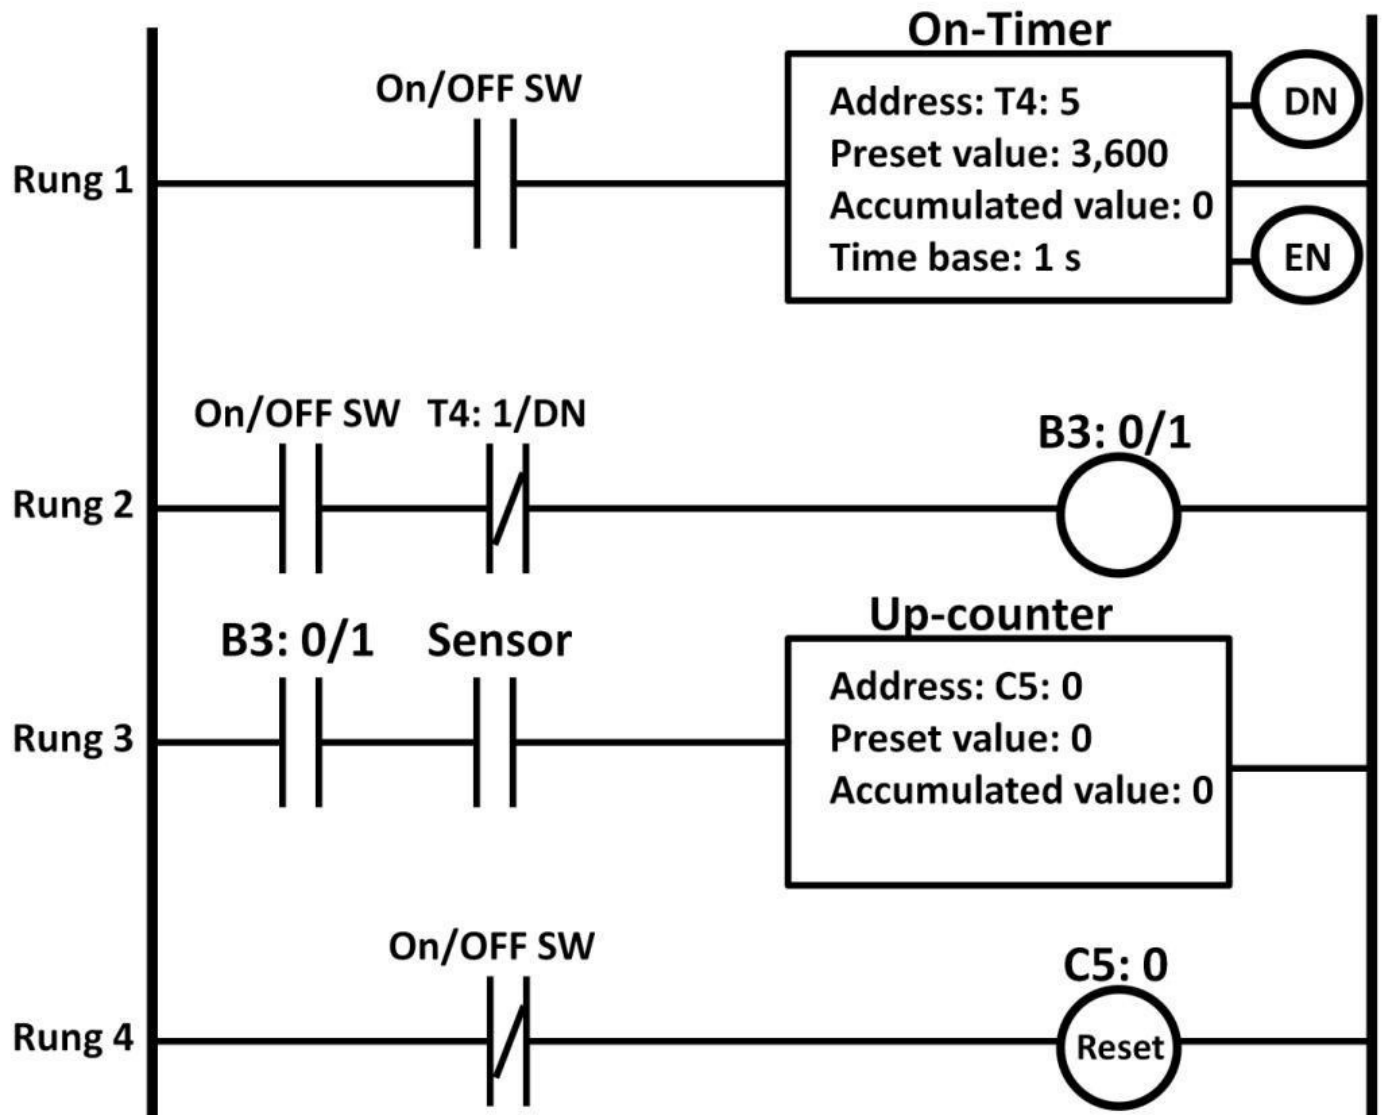 On-Timer
On/OFF SW
Address: T4: 5
DN
Preset value: 3,600
Rung 1
Accumulated value: 0
Time base: 1 s
EN
On/OFF SW T4: 1/DN
B3: 0/1
Rung 2
Up-counter
B3: 0/1 Sensor
Address: C5: 0
Rung 3
Preset value: 0
Accumulated value: 0
On/OFF SW
C5: 0
Rung 4
Reset